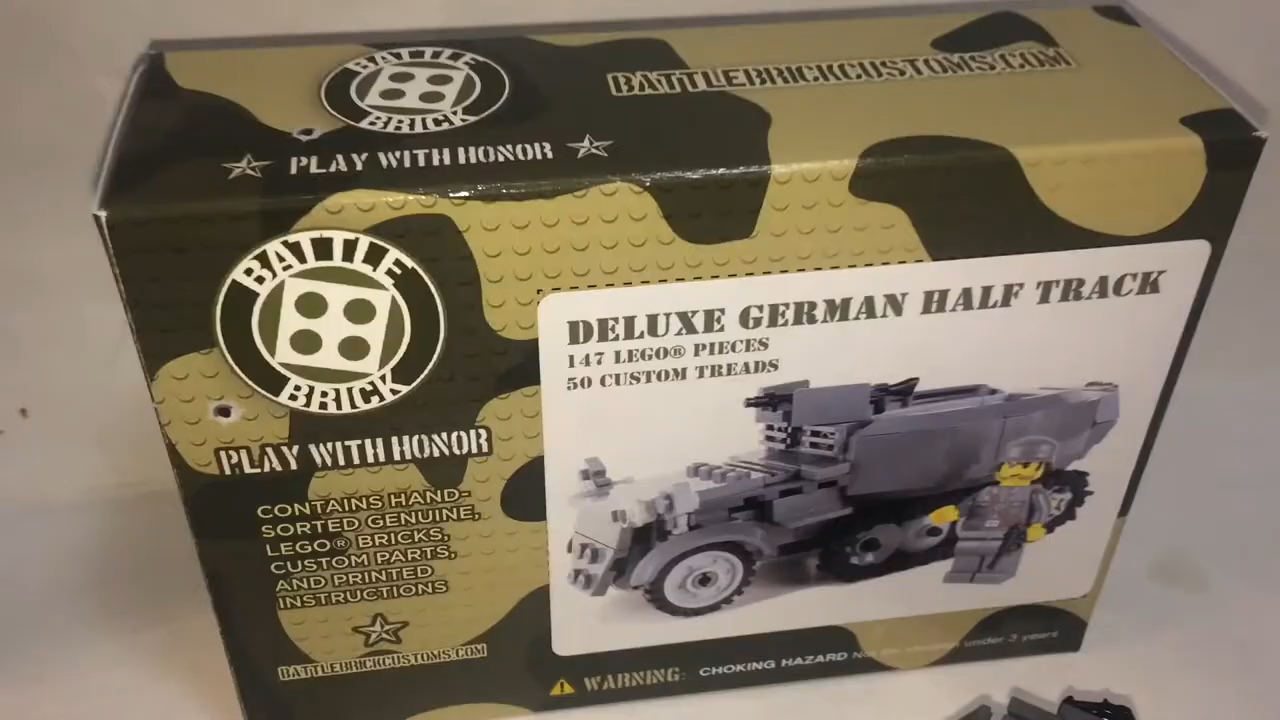 BATTLE
BRICK
PLAY WITH HONOR
BATTLEBRICKCUSTOMS.COM
BATTLE
BRICK
PLAY WITH HONOR
CONTAINS HAND-
SORTED GENUINE,
LEGO® BRICKS,
CUSTOM PARTS,
AND PRINTED
INSTRUCTIONS
BATTLEBRICKCUSTOMS.COM
DELUXE GERMAN HALF TRACK
147 LEGO® PIECES
50 CUSTOM TREADS
WARNING: CHOKING HAZARD under 3 years